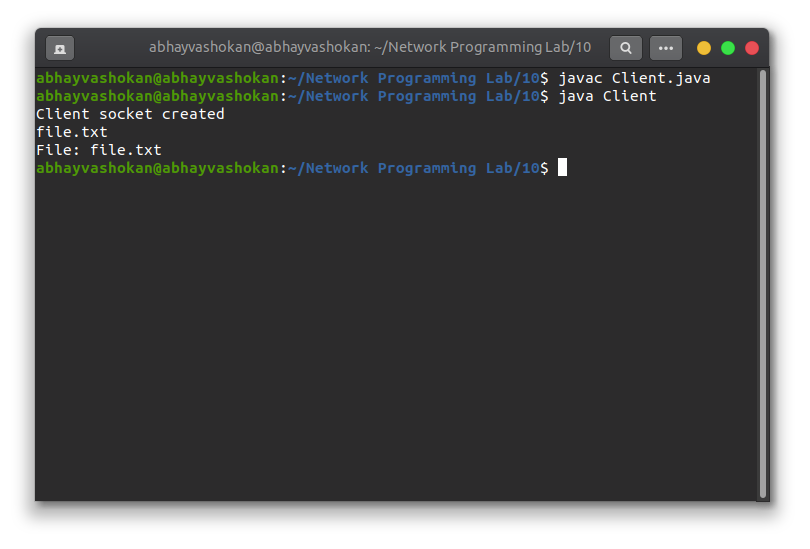 abhayvashokan@abhayvashokan: ~/Network Programming Lab/10
abhayvashokan@abhayvashokan:~/Network Programming Lab/10$ javac Client.java
abhayvashokan@abhayvashokan:~/Network Programming Lab/10$ java Client
Client socket created
file.txt
File: file.txt
abhayvashokan@abhayvashokan:~/Network Programming Lab/10$